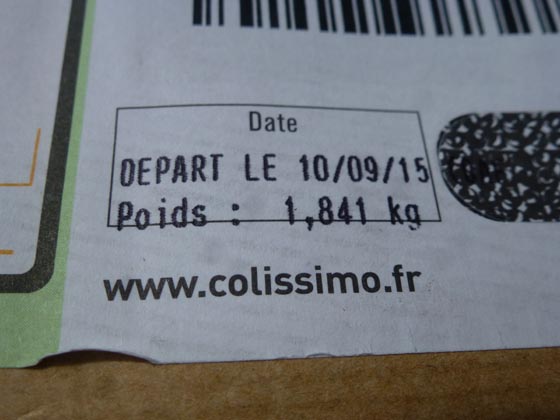 Date
DEPART LE 10/09/15
Poids : 1,841 kg
www.colissimo.fr